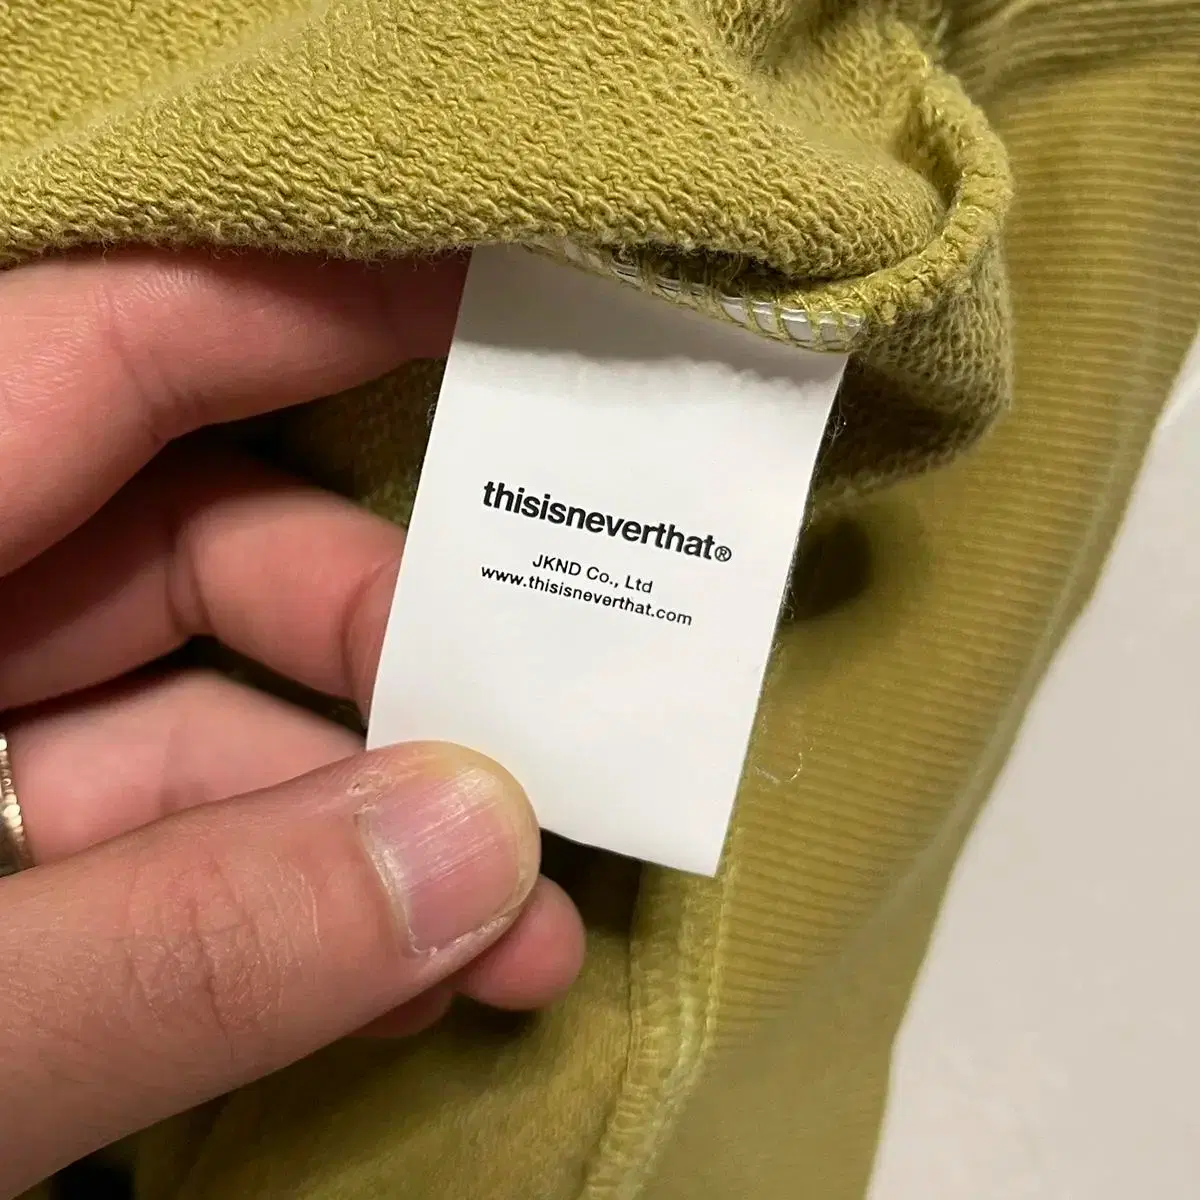 thisisneverthat®
JKND Co., Ltd
www.thisisneverthat.com